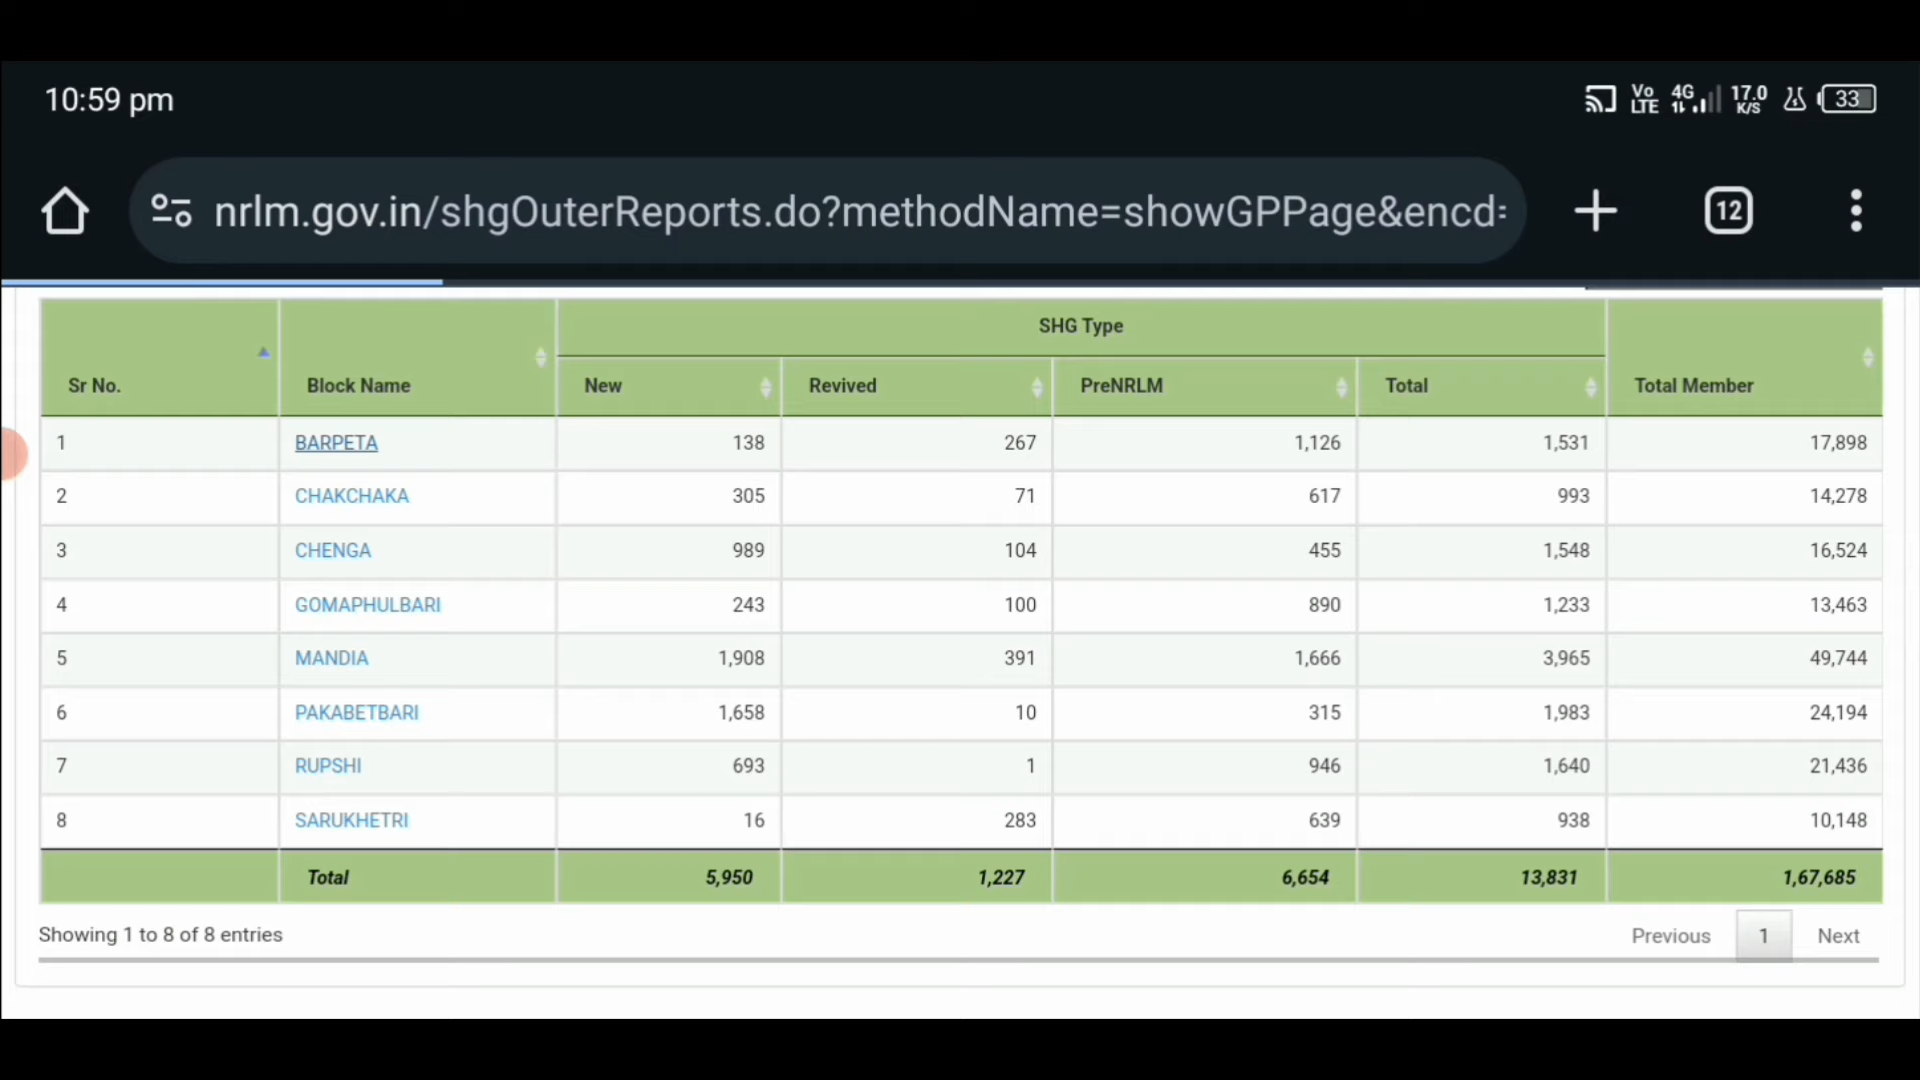 10:59 pm
Vo LTE 4G 17.0 K/S 33
nrlm.gov.in/shgOuterReports.do?methodName=showGPPage&encd=
12
SHG Type
Sr No. Block Name New Revived PreNRLM Total Total Member
1 BARPETA 138 267 1,126 1,531 17,898
2 CHAKCHAKA 305 71 617 993 14,278
3 CHENGA 989 104 455 1,548 16,524
4 GOMAPHULBARI 243 100 890 1,233 13,463
5 MANDIA 1,908 391 1,666 3,965 49,744
6 PAKABETBARI 1,658 10 315 1,983 24,194
7 RUPSHI 693 1 946 1,640 21,436
8 SARUKHETRI 16 283 639 938 10,148
Total 5,950 1,227 6,654 13,831 1,67,685
Showing 1 to 8 of 8 entries
Previous 1 Next